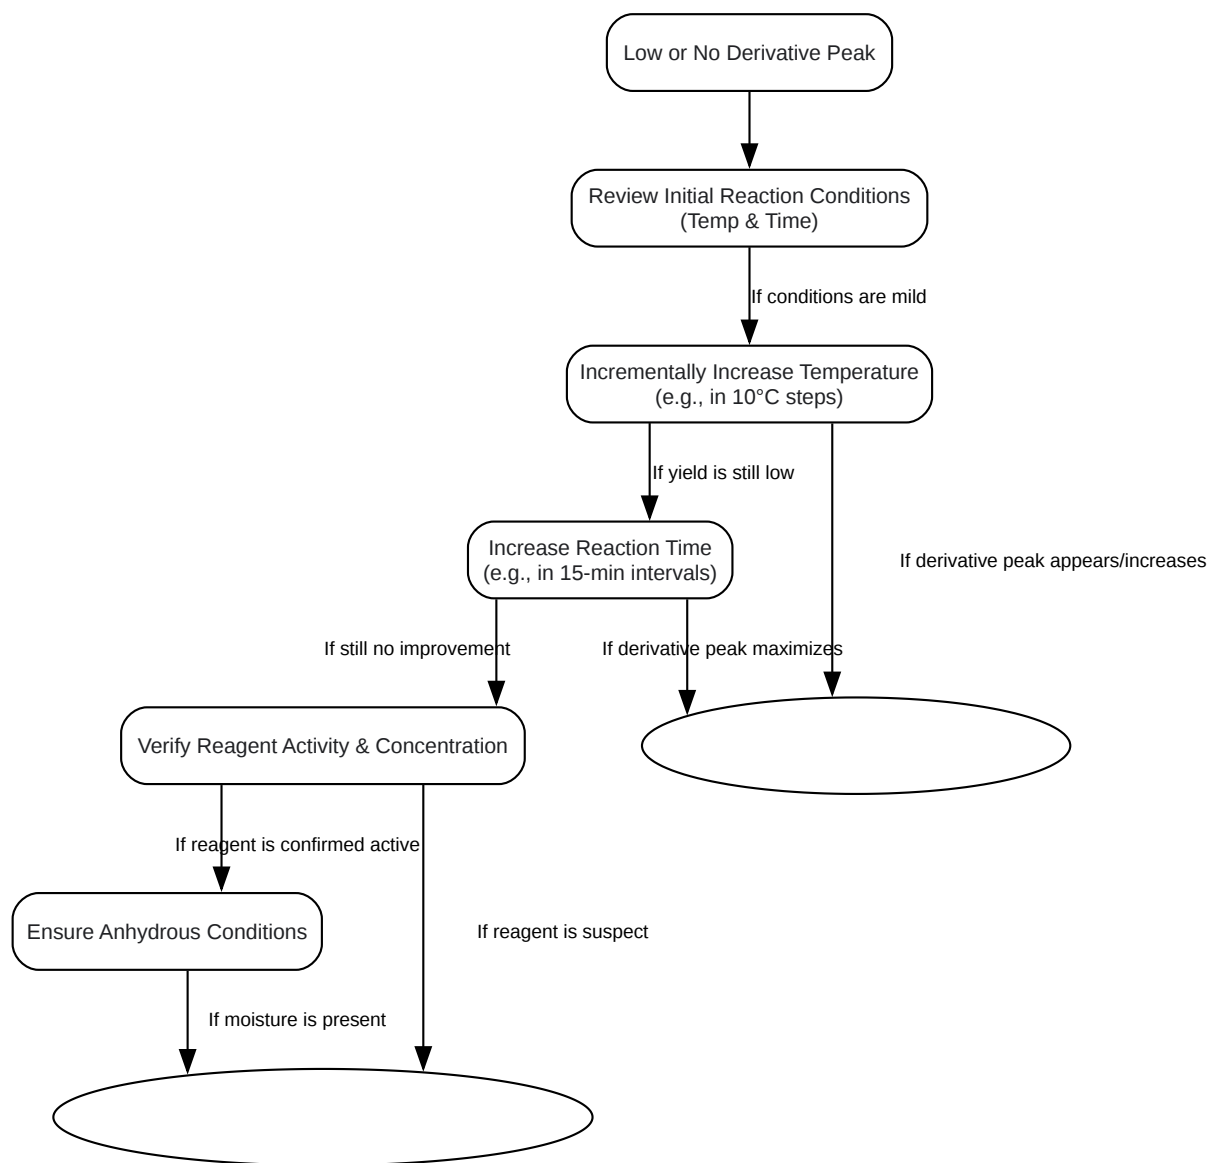 Low or No Derivative Peak
Review Initial Reaction Conditions
(Temp & Time)
If conditions are mild
Incrementally Increase Temperature
(e.g., in 10°C steps)
If yield is still low
Increase Reaction Time
(e.g., in 15-min intervals)
If derivative peak appears/increases
If still no improvement
If derivative peak maximizes
Verify Reagent Activity & Concentration
If reagent is confirmed active
Ensure Anhydrous Conditions
If reagent is suspect
If moisture is present